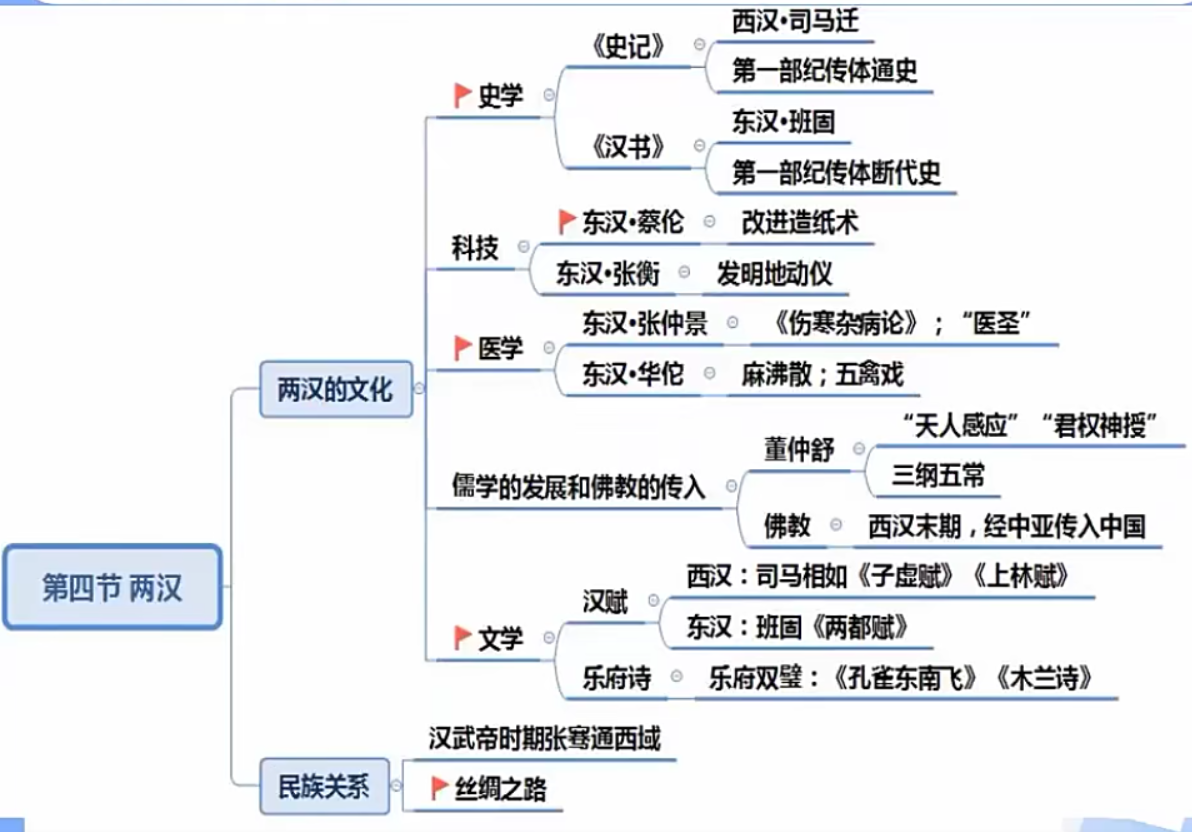 第四节 两汉
两汉的文化
史学
《史记》
西汉•司马迁
第一部纪传体通史
《汉书》
东汉•班固
第一部纪传体断代史
科技
东汉•蔡伦
改进造纸术
东汉•张衡
发明地动仪
医学
东汉•张仲景
《伤寒杂病论》;“医圣”
东汉•华佗
麻沸散;五禽戏
儒学的发展和佛教的传入
董仲舒
“天人感应”“君权神授”
三纲五常
佛教
西汉末期,经中亚传入中国
文学
汉赋
西汉:司马相如《子虚赋》《上林赋》
东汉:班固《两都赋》
乐府诗
乐府双璧:《孔雀东南飞》《木兰诗》
民族关系
汉武帝时期张骞通西域
丝绸之路